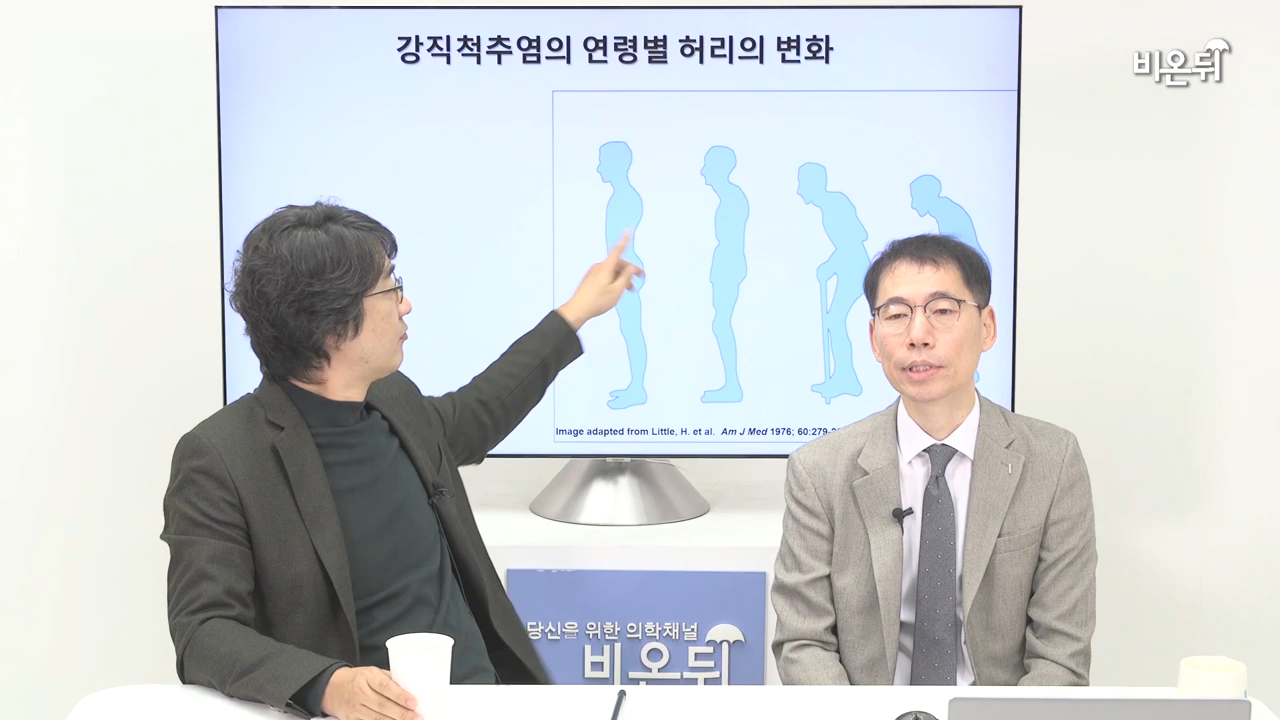 강직척추염의 연령별 허리의 변화
비온뒤
Image adapted from Little, H. et al. Am J Med 1976; 60:279-2
당신을 위한 의학채널
비온뒤